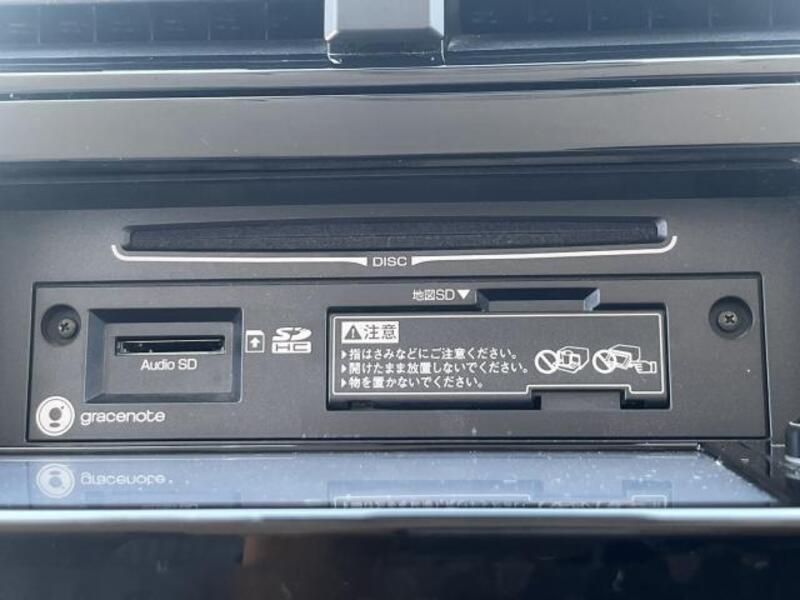 DISC
地図SD▼
Audio SD
SD
HC
gracenote
注意
▶指はさみなどにご注意ください。
▶開けたまま放置しないでください。
▶物を置かないでください。